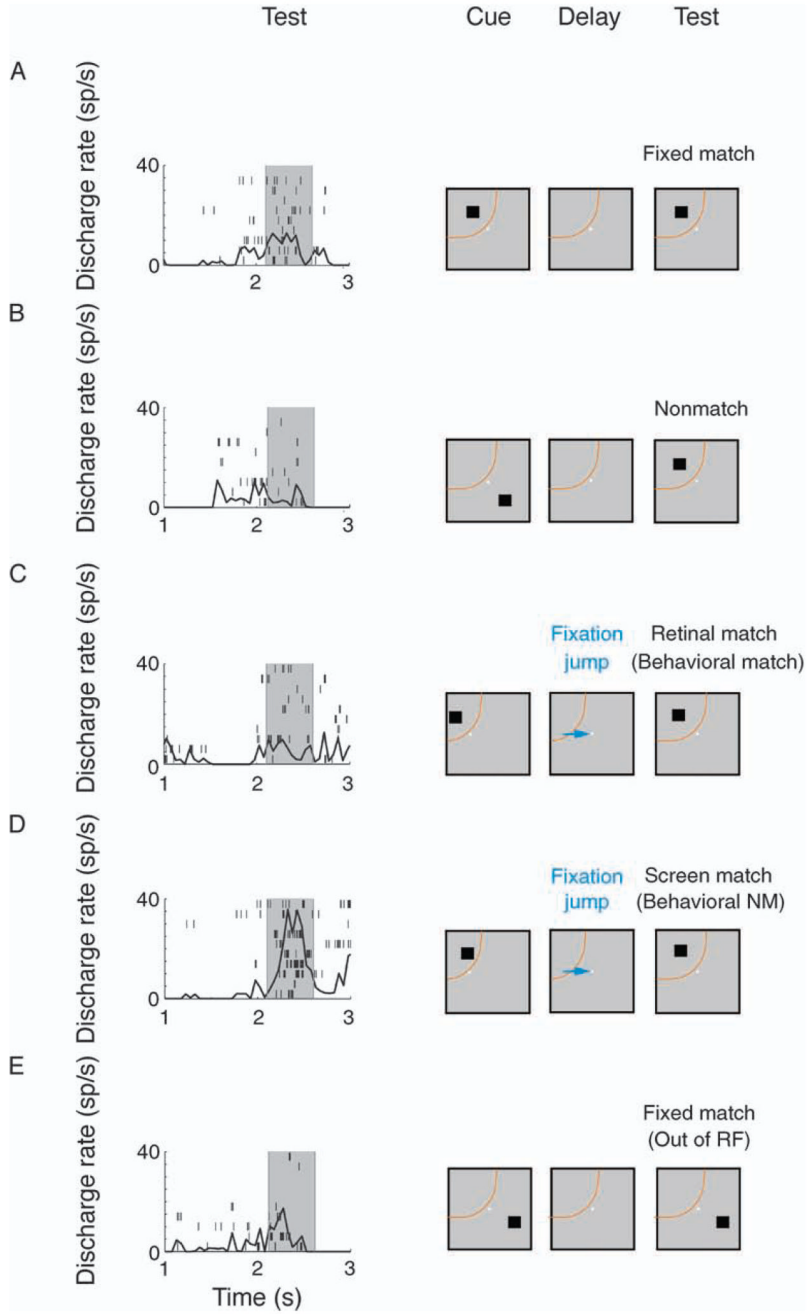 Test Cue Delay Test
A
Discharge rate (sp/s)
40
0
2 3
Fixed match
B
Discharge rate (sp/s)
40
0
1 2 3
Nonmatch
C
Discharge rate (sp/s)
40
0
1 2 3
Fixation
jump
Retinal match
(Behavioral match)
D
Discharge rate (sp/s)
40
0
1 2 3
Fixation
jump
Screen match
(Behavioral NM)
E
Discharge rate (sp/s)
40
0
1 2 3
Time (s)
Fixed match
(Out of RF)